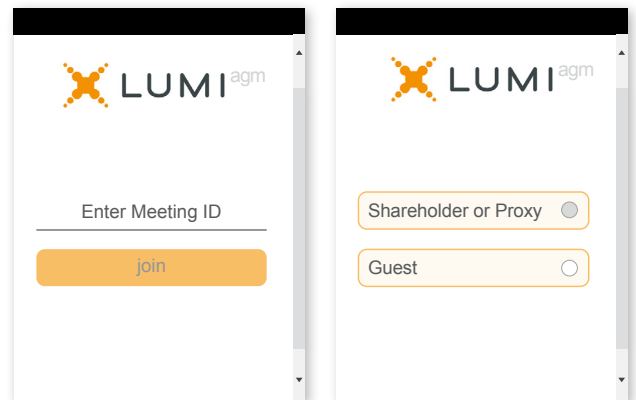 LUMI agm
Enter Meeting ID
join
LUMI agm
Shareholder or Proxy
Guest